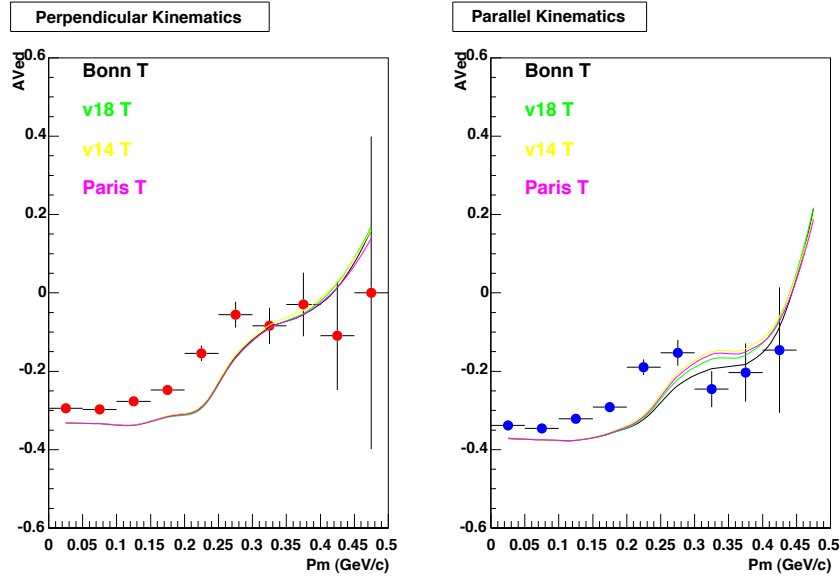 Perpendicular Kinematics
AVed
0.6
0.4
0.2
0
-0.2
-0.4
-0.6
Bonn T
v18 T
v14 T
Paris T
0 0.05 0.1 0.15 0.2 0.25 0.3 0.35 0.4 0.45 0.5
Pm (GeV/c)
Parallel Kinematics
AVed
0.6
0.4
0.2
0
-0.2
-0.4
-0.6
Bonn T
v18 T
v14 T
Paris T
0 0.05 0.1 0.15 0.2 0.25 0.3 0.35 0.4 0.45 0.5
Pm (GeV/c)